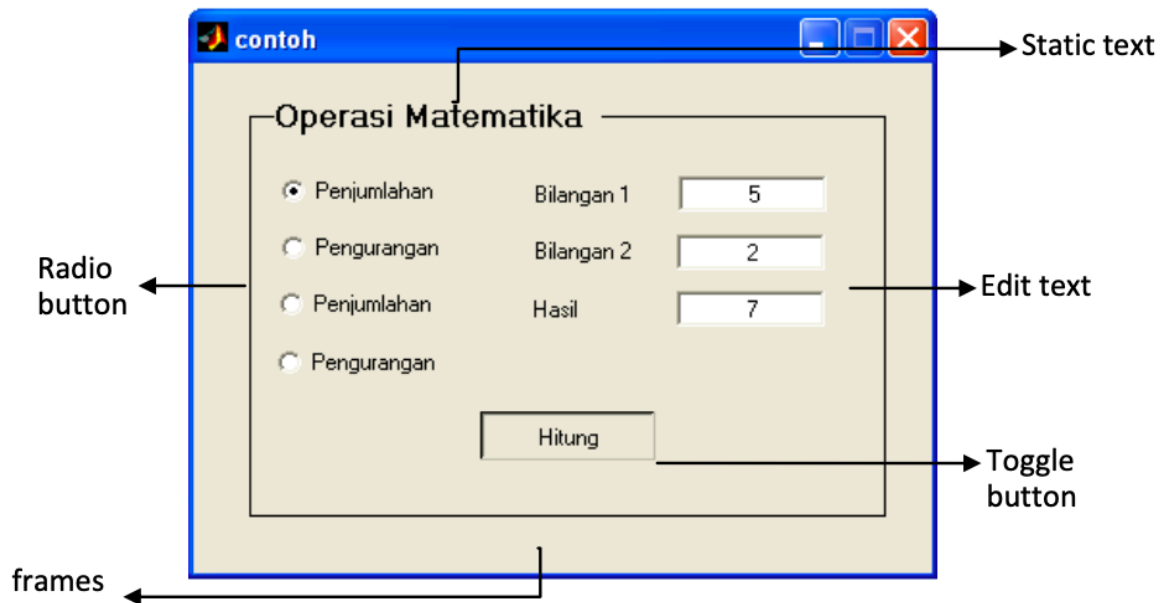 contoh
Static text
Operasi Matematika
Penjumlahan
Bilangan 1
5
Pengurangan
Bilangan 2
2
Radio
button
Edit text
Penjumlahan
Hasil
7
Pengurangan
Hitung
Toggle
button
frames